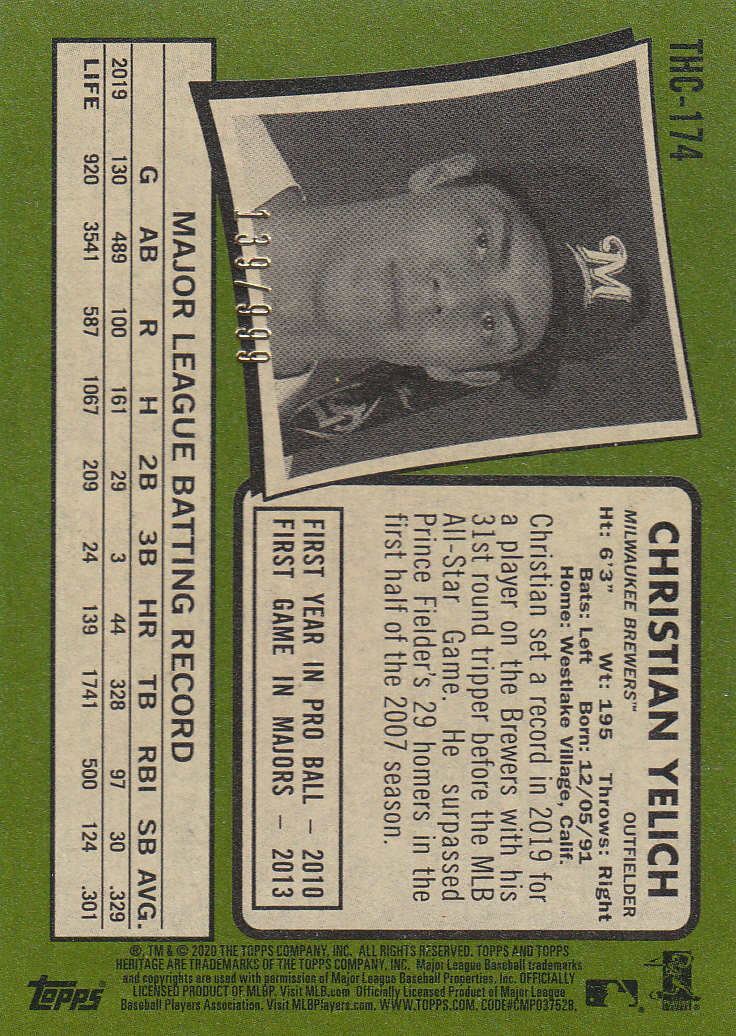 THC-174
M
189/999
CHRISTIAN YELICH
MILWAUKEE BREWERS™ OUTFIELDER
Ht: 6'3" Wt: 195 Throws: Right
Bats: Left Born: 12/05/91
Home: Westlake Village, Calif.
Christian set a record in 2019 for
a player on the Brewers with his
31st round tripper before the MLB
All-Star Game. He surpassed
Prince Fielder's 29 homers in the
first half of the 2007 season.
FIRST YEAR IN PRO BALL – 2010
FIRST GAME IN MAJORS – 2013
MAJOR LEAGUE BATTING RECORD
G AB R H 2B 3B HR TB RBI SB AVG.
2019 130 489 100 161 29 3 44 328 97 30 .329
LIFE 920 3541 587 1067 209 24 139 1741 500 124 .301
®, TM & © 2020 THE TOPPS COMPANY, INC. ALL RIGHTS RESERVED. TOPPS AND TOPPS
HERITAGE ARE TRADEMARKS OF THE TOPPS COMPANY, INC. Major League Baseball trademarks
and copyrights are used with permission of Major League Baseball Properties, Inc. OFFICIALLY
LICENSED PRODUCT OF MLBP. Visit MLB.com Officially Licensed Product of Major League
Baseball Players Association. Visit MLBPlayers.com. WWW.TOPPS.COM. CODE#CMP037528.
topps